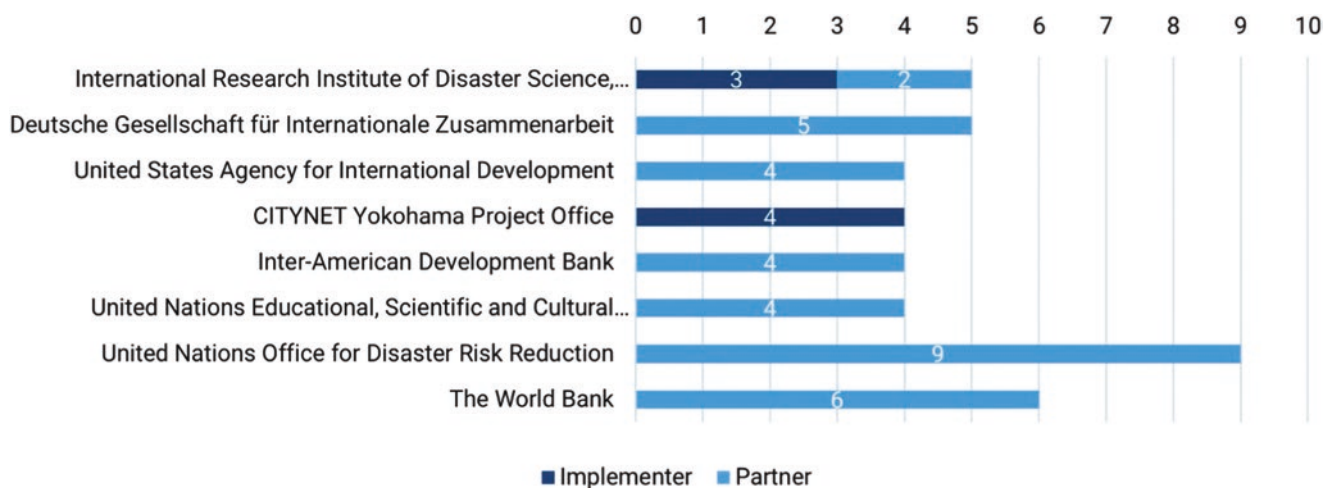 0 1 2 3 4 5 6 7 8 9 10
International Research Institute of Disaster Science,... 3 2
Deutsche Gesellschaft für Internationale Zusammenarbeit 5
United States Agency for International Development 4
CITYNET Yokohama Project Office 4
Inter-American Development Bank 4
United Nations Educational, Scientific and Cultural... 4
United Nations Office for Disaster Risk Reduction 9
The World Bank 6
Implementer Partner